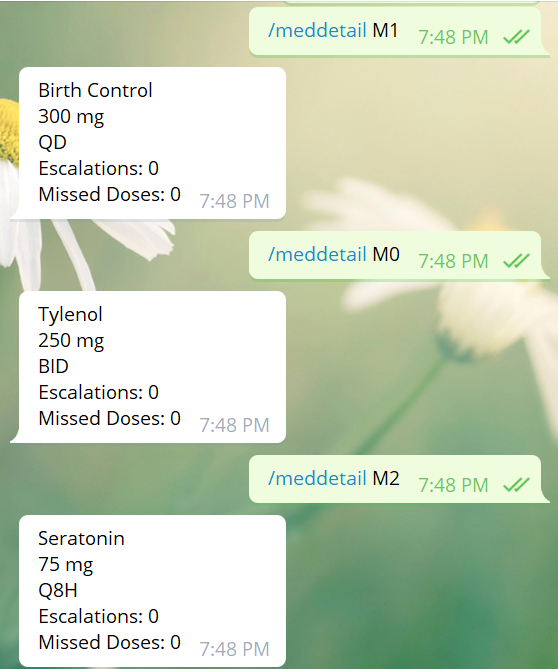 /meddetail M1 7:48 PM
Birth Control
300 mg
QD
Escalations: 0
Missed Doses: 0 7:48 PM
/meddetail M0 7:48 PM
Tylenol
250 mg
BID
Escalations: 0
Missed Doses: 0 7:48 PM
/meddetail M2 7:48 PM
Seratonin
75 mg
Q8H
Escalations: 0
Missed Doses: 0 7:48 PM